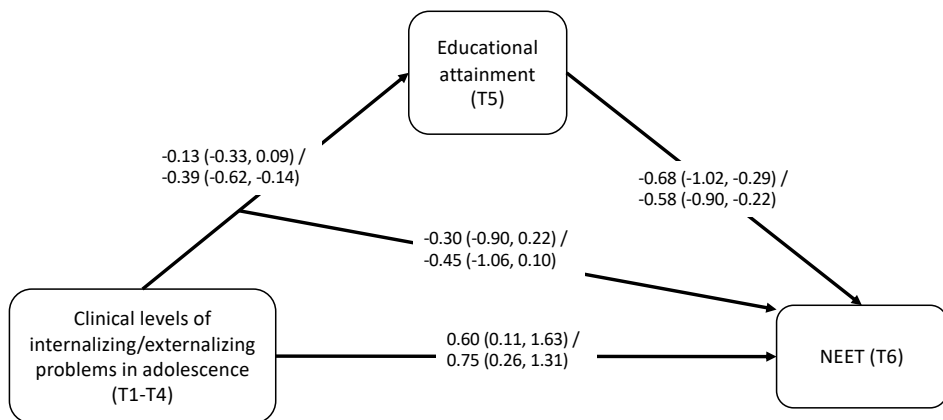 Educational
attainment
(T5)
-0.13 (-0.33, 0.09) /
-0.39 (-0.62, -0.14)
-0.68 (-1.02, -0.29) /
-0.58 (-0.90, -0.22)
-0.30 (-0.90, 0.22) /
-0.45 (-1.06, 0.10)
Clinical levels of
internalizing/externalizing
problems in adolescence
(T1-T4)
0.60 (0.11, 1.63) /
0.75 (0.26, 1.31)
NEET (T6)